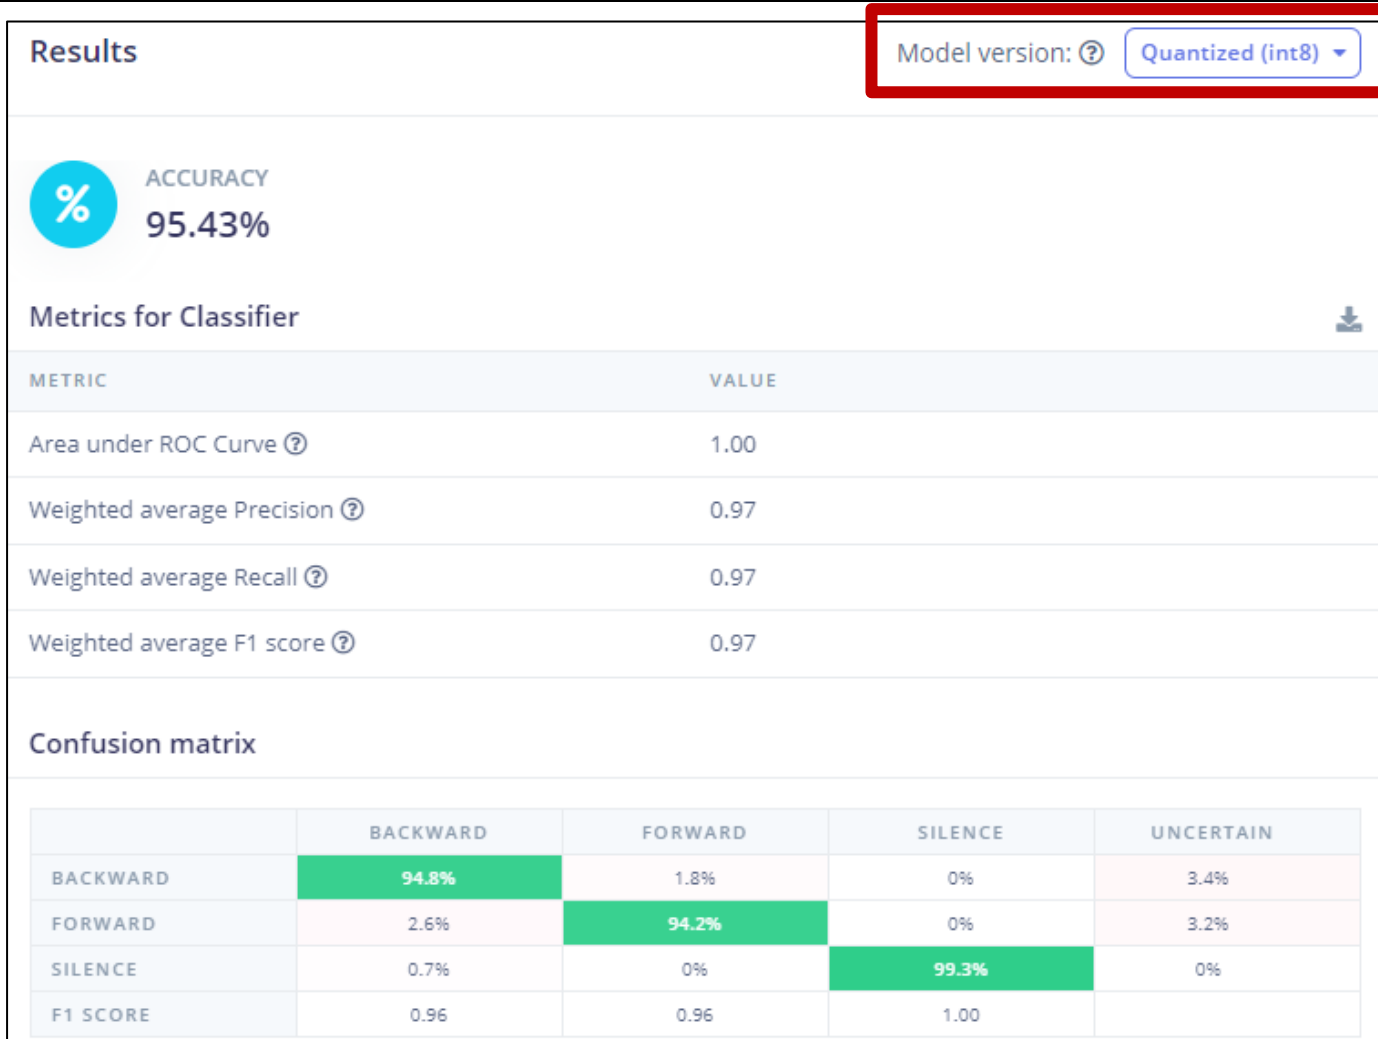 Results
Model version: ? Quantized (int8)
%
ACCURACY
95.43%
Metrics for Classifier
METRIC VALUE
Area under ROC Curve ? 1.00
Weighted average Precision ? 0.97
Weighted average Recall ? 0.97
Weighted average F1 score ? 0.97
Confusion matrix
BACKWARD FORWARD SILENCE UNCERTAIN
BACKWARD 94.8% 1.8% 0% 3.4%
FORWARD 2.6% 94.2% 0% 3.2%
SILENCE 0.7% 0% 99.3% 0%
F1 SCORE 0.96 0.96 1.00